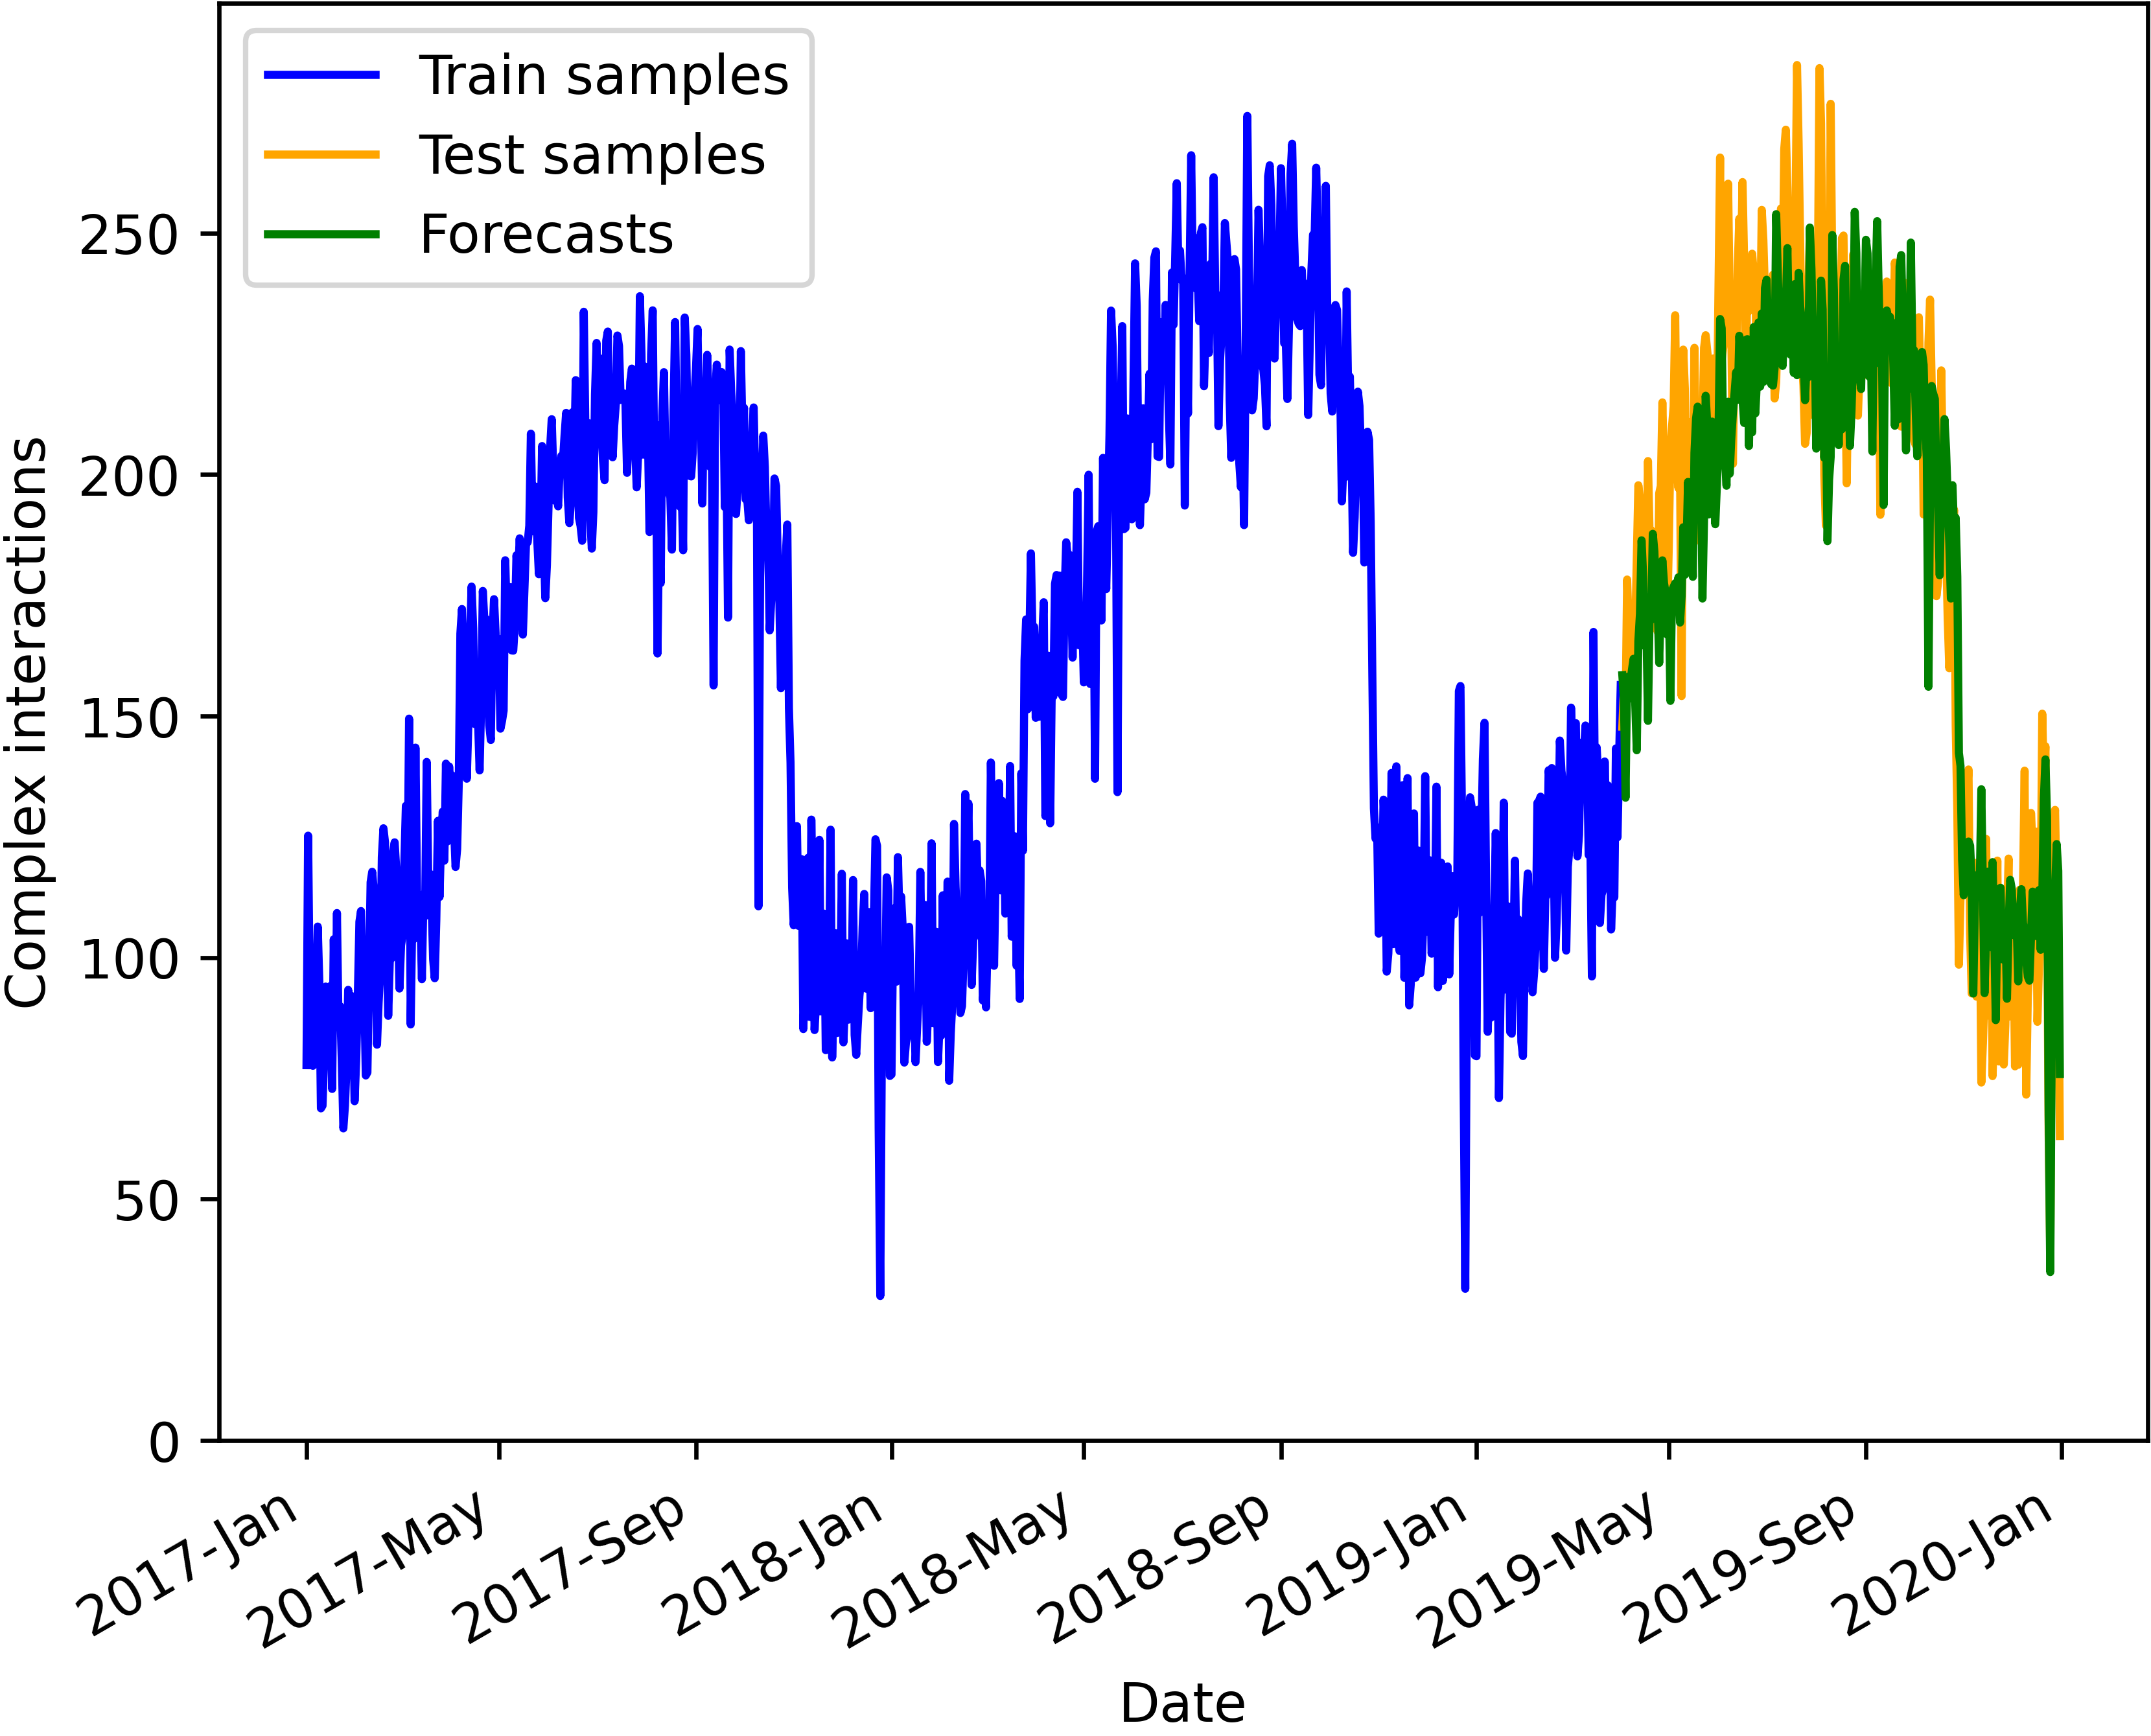 Train samples
Test samples
Forecasts
Complex interactions
250
200
150
100
50
0
2017-Jan
2017-May
2017-Sep
2018-Jan
2018-May
2018-Sep
2019-Jan
2019-May
2019-Sep
2020-Jan
Date